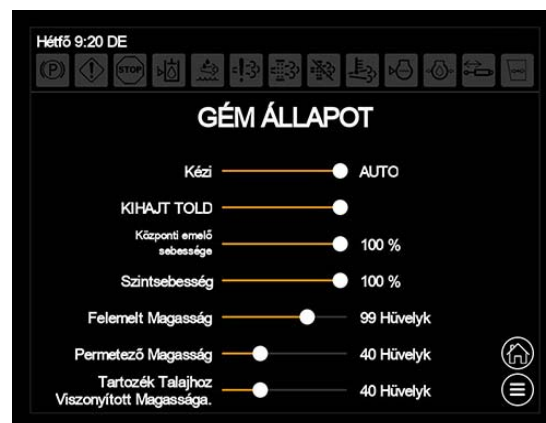 Hétfő 9:20 DE
(P) STOP
GÉM ÁLLAPOT
Kézi AUTO
KIHAJT TOLD
Központi emelő
sebessége 100 %
Szintsebesség 100 %
Felemelt Magasság 99 Hüvelyk
Permetező Magasság 40 Hüvelyk
Tartozék Talajhoz
Viszonyított Magassága. 40 Hüvelyk